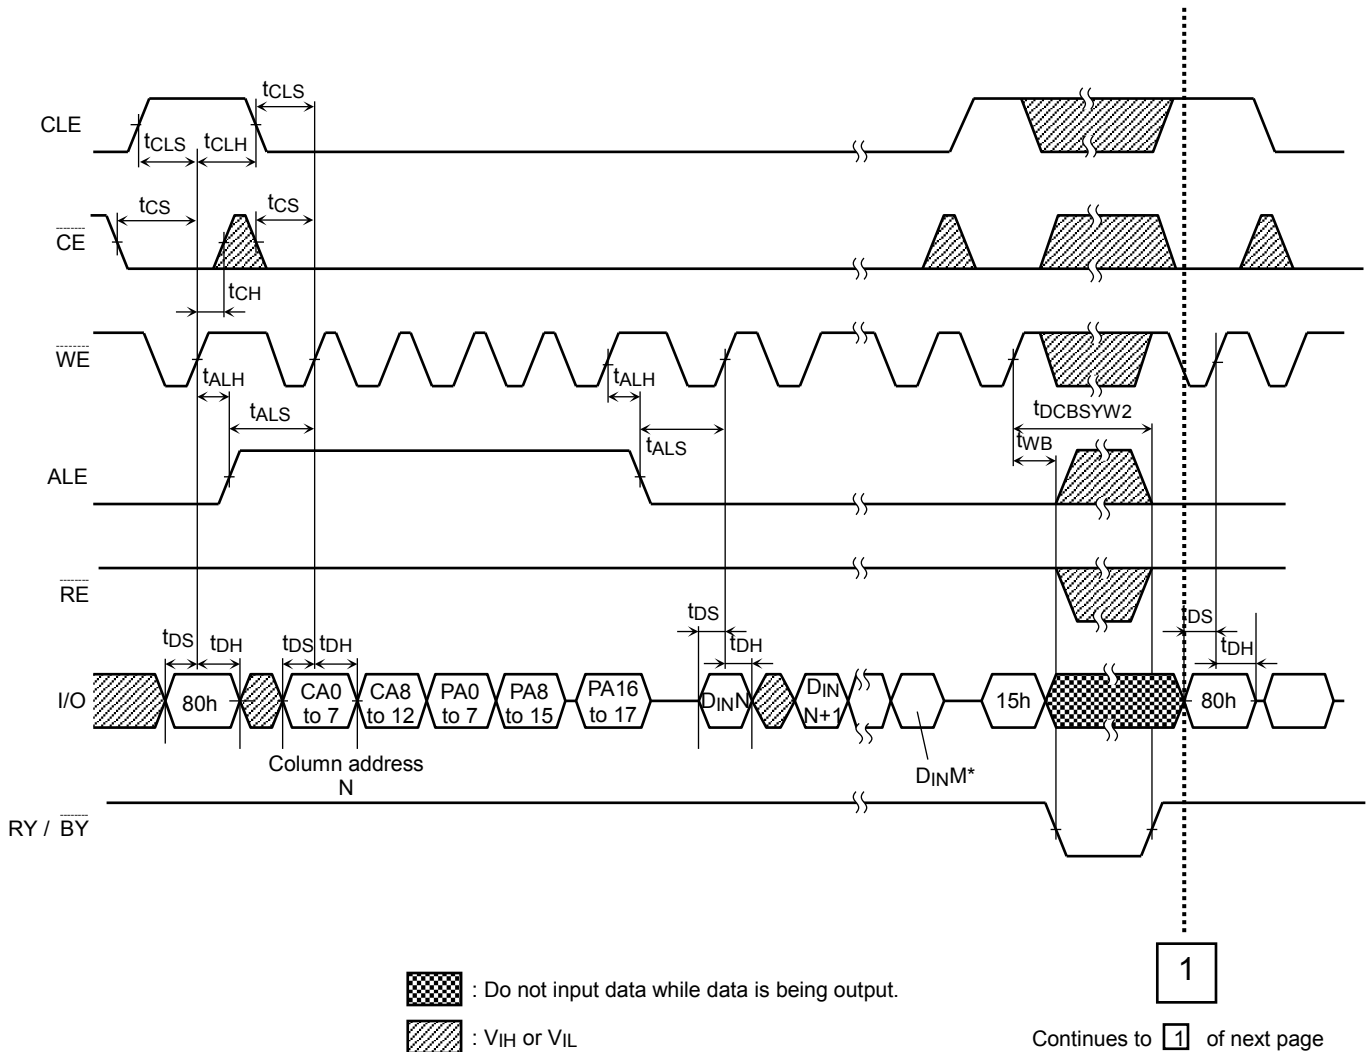 tCLS
CLE
tCLS tCLH
tCS tCS
CE
tCH
WE
tALH tALH
tDCBSYW2
tALS tALS
tWB
ALE
RE
tDS tDH tDS tDH tDS tDH tDS tDH
I/O
80h
CA0 to 7
CA8 to 12
PA0 to 7
PA8 to 15
PA16 to 17
DINN
DIN N+1
15h
80h
Column address
N
DINM*
RY / BY
1
: Do not input data while data is being output.
: VIH or VIL
Continues to 1 of next page